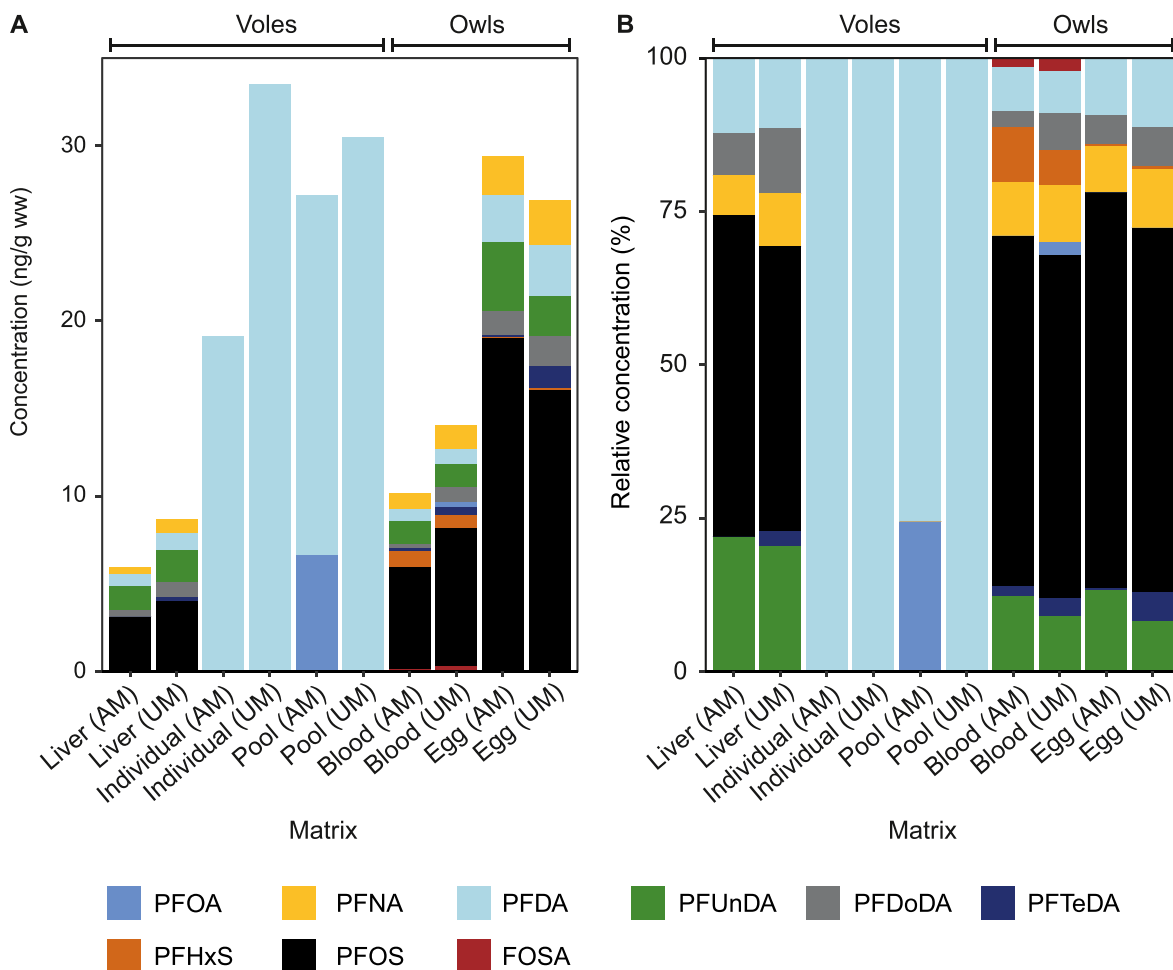 A
Voles
Owls
Concentration (ng/g ww)
30
20
10
0
Liver (AM)
Liver (UM)
Individual (AM)
Individual (UM)
Pool (AM)
Pool (UM)
Blood (AM)
Blood (UM)
Egg (AM)
Egg (UM)
Matrix
B
Voles
Owls
Relative concentration (%)
100
75
50
25
0
Liver (AM)
Liver (UM)
Individual (AM)
Individual (UM)
Pool (AM)
Pool (UM)
Blood (AM)
Blood (UM)
Egg (AM)
Egg (UM)
Matrix
PFOA
PFNA
PFDA
PFUnDA
PFDoDA
PFTeDA
PFHxS
PFOS
FOSA